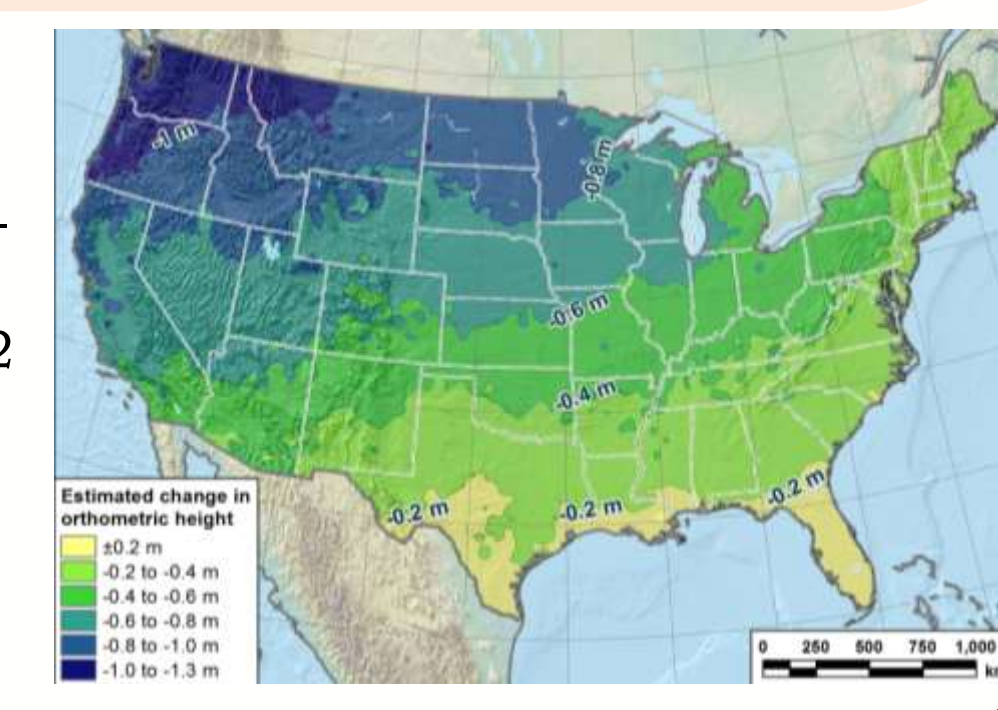 2
-1 m
-0.8 m
-0.6 m
-0.4 m
-0.2 m
-0.2 m
-0.2 m
Estimated change in
orthometric height
±0.2 m
-0.2 to -0.4 m
-0.4 to -0.6 m
-0.6 to -0.8 m
-0.8 to -1.0 m
-1.0 to -1.3 m
0 250 500 750 1,000